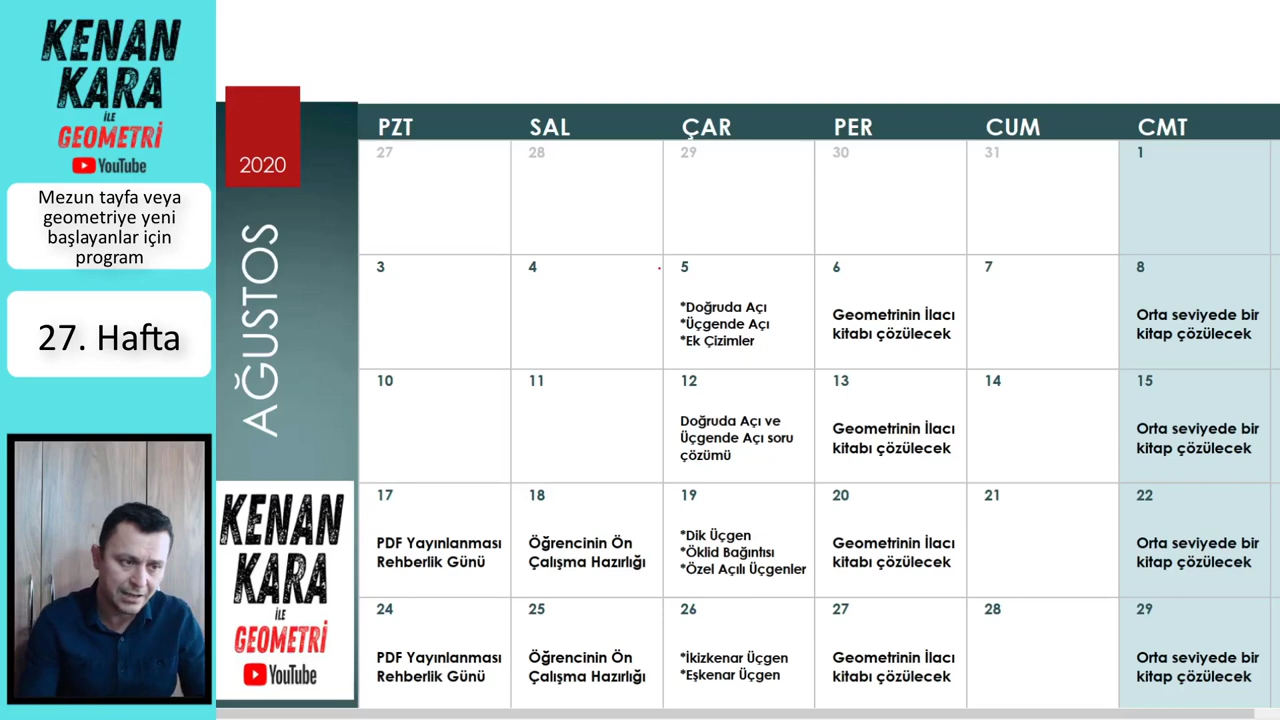 KENAN
KARA
İLE
GEOMETRİ
YouTube
Mezun tayfa veya
geometriye yeni
başlayanlar için
program
27. Hafta
2020
AĞUSTOS
KENAN
KARA
İLE
GEOMETRİ
YouTube
PZT SAL ÇAR PER CUM CMT
27 28 29 30 31 1
3 4 5 6 7 8
*Doğruda Açı
*Üçgende Açı
*Ek Çizimler
Geometrinin İlacı
kitabı çözülecek
Orta seviyede bir
kitap çözülecek
10 11 12 13 14 15
Doğruda Açı ve
Üçgende Açı soru
çözümü
Geometrinin İlacı
kitabı çözülecek
Orta seviyede bir
kitap çözülecek
17 18 19 20 21 22
PDF Yayınlanması
Rehberlik Günü
Öğrencinin Ön
Çalışma Hazırlığı
*Dik Üçgen
*Öklid Bağıntısı
*Özel Açılı Üçgenler
Geometrinin İlacı
kitabı çözülecek
Orta seviyede bir
kitap çözülecek
24 25 26 27 28 29
PDF Yayınlanması
Rehberlik Günü
Öğrencinin Ön
Çalışma Hazırlığı
*İkizkenar Üçgen
*Eşkenar Üçgen
Geometrinin İlacı
kitabı çözülecek
Orta seviyede bir
kitap çözülecek